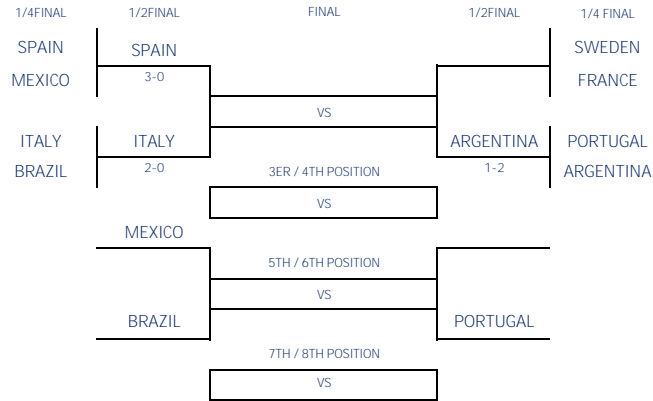 1/4FINAL 1/2FINAL FINAL 1/2FINAL 1/4 FINAL
SPAIN SPAIN SWEDEN
MEXICO 3-0 FRANCE
VS
ITALY ITALY ARGENTINA PORTUGAL
BRAZIL 2-0 1-2 ARGENTINA
3ER / 4TH POSITION
VS
MEXICO
5TH / 6TH POSITION
VS
BRAZIL PORTUGAL
7TH / 8TH POSITION
VS